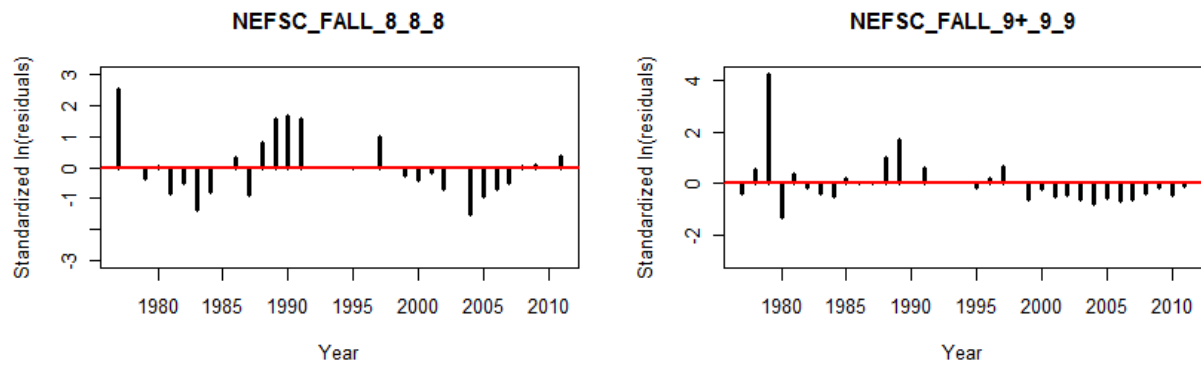 NEFSC_FALL_8_8_8
Standardized ln(residuals)
3
2
1
0
-1
-3
1980 1985 1990 1995 2000 2005 2010
Year
NEFSC_FALL_9+_9_9
Standardized ln(residuals)
4
2
0
-2
1980 1985 1990 1995 2000 2005 2010
Year